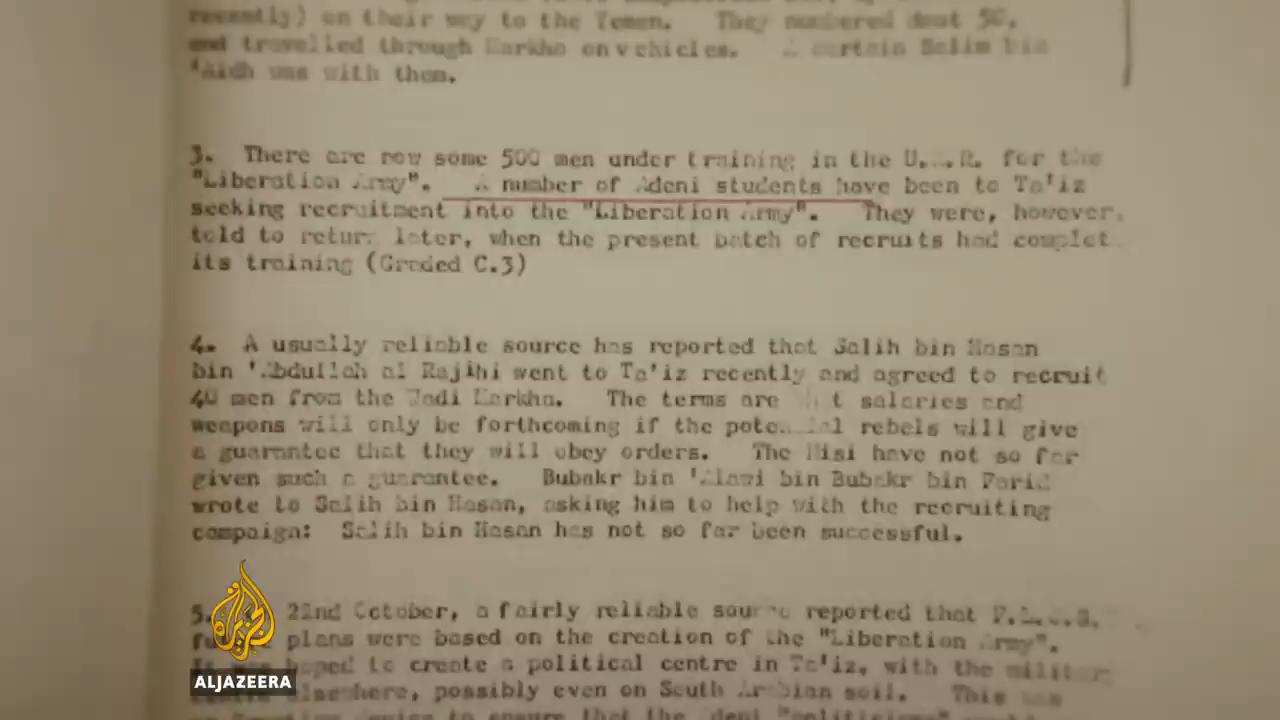 recently) on their way to the Yemen. They numbered about 50,
and travelled through Markha on vehicles. A certain Salim bin
'Aidh was with them.
3. There are now some 500 men under training in the U.A.R. for the
"Liberation Army". A number of Adeni students have been to Ta'iz
seeking recruitment into the "Liberation Army". They were, however,
told to return later, when the present batch of recruits had complet
its training (Graded C.3)
4. A usually reliable source has reported that Salih bin Hasan
bin 'Abdullah al Rajihi went to Ta'iz recently and agreed to recruit
40 men from the Wadi Markha. The terms are that salaries and
weapons will only be forthcoming if the potential rebels will give
a guarantee that they will obey orders. The have not so far
given such a guarantee. Bubakr bin 'Alawi bin Bubakr bin Farid
wrote to Salih bin Hasan, asking him to help with the recruiting
campaign: Salih bin Hasan has not so far been successful.
5. 22nd October, a fairly reliable source reported that
plans were based on the creation of the "Liberation Army".
It was hoped to create a political centre in Ta'iz, with the
elsewhere, possibly even on South Arabian soil. This was
to ensure that the Adeni
ALJAZEERA